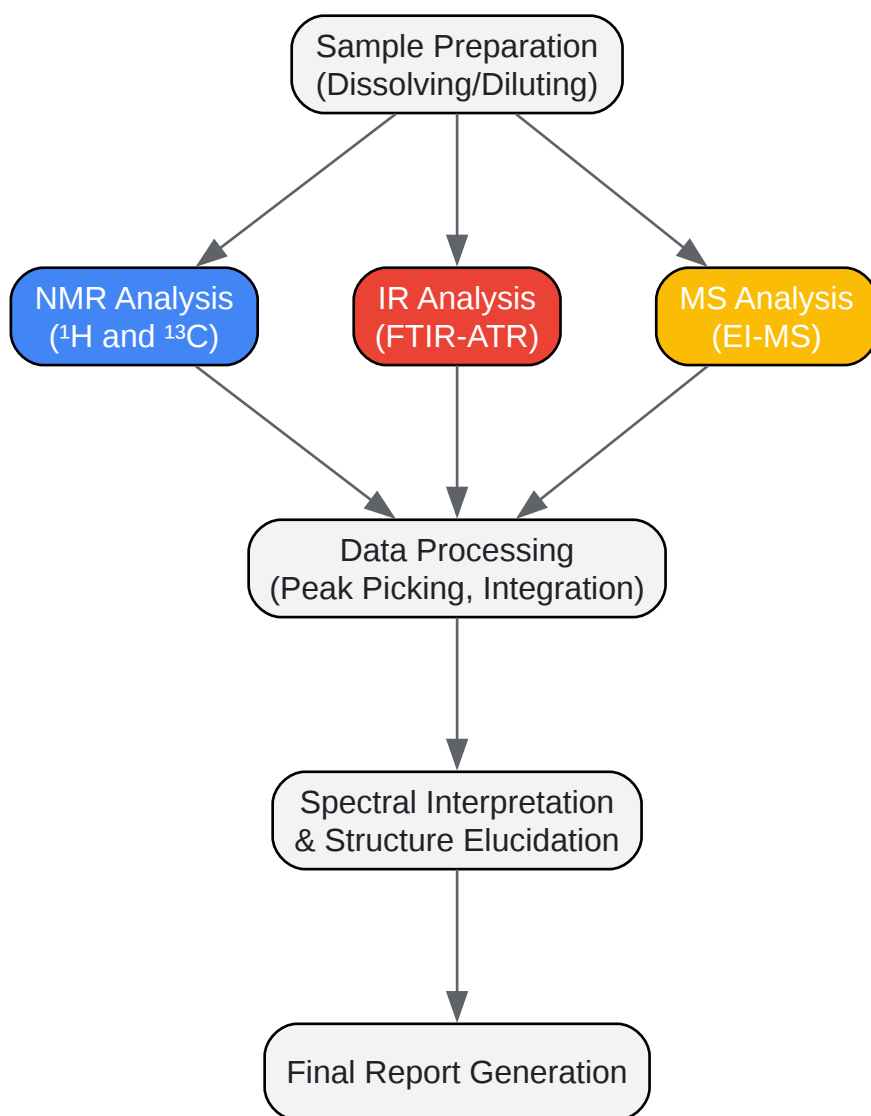 Sample Preparation
(Dissolving/Diluting)
NMR Analysis
(¹H and ¹³C)
IR Analysis
(FTIR-ATR)
MS Analysis
(EI-MS)
Data Processing
(Peak Picking, Integration)
Spectral Interpretation
& Structure Elucidation
Final Report Generation